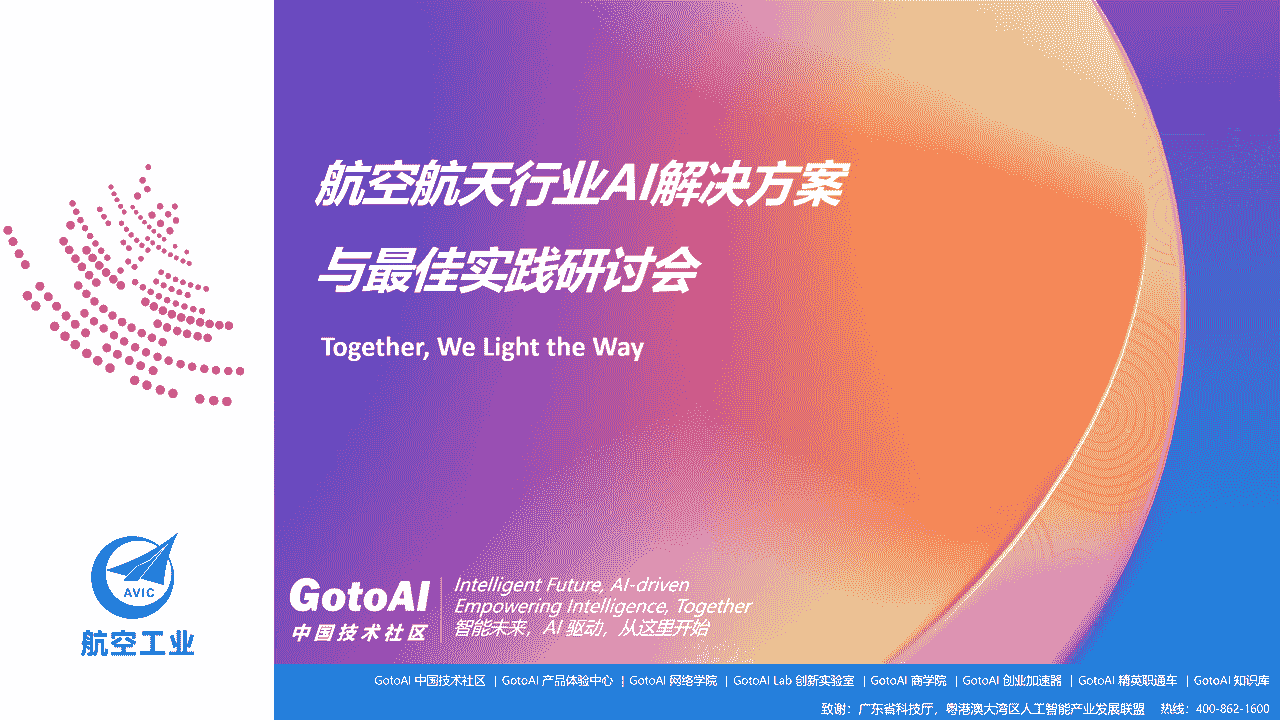 航空航天行业AI解决方案
与最佳实践研讨会
Together, We Light the Way
AVIC
航空工业
GotoAI
中国技术社区
Intelligent Future, AI-driven
Empowering Intelligence, Together
智能未来，AI 驱动，从这里开始
GotoAI 中国技术社区 | GotoAI 产品体验中心 | GotoAI 网络学院 | GotoAI Lab 创新实验室 | GotoAI 商学院 | GotoAI 创业加速器 | GotoAI 精英职通车 | GotoAI 知识库
致谢：广东省科技厅，粤港澳大湾区人工智能产业发展联盟 热线：400-862-1600